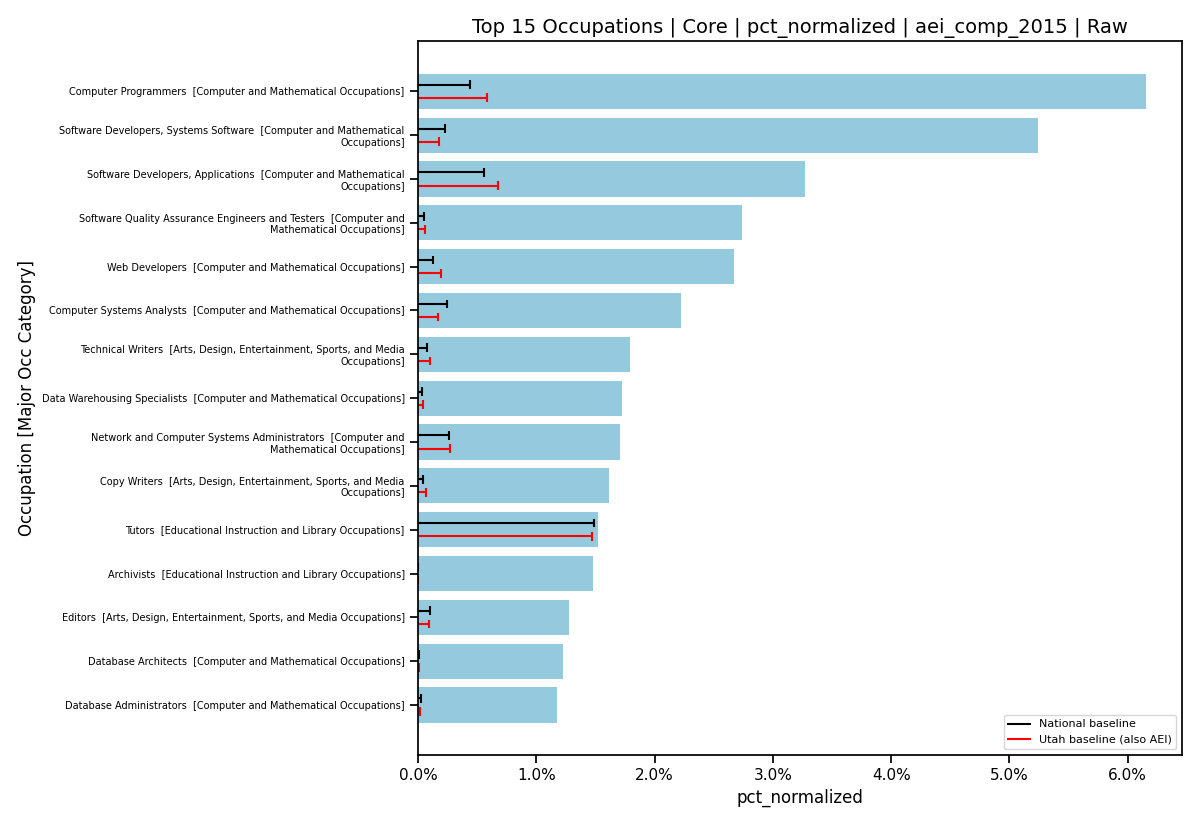 Top 15 Occupations | Core | pct_normalized | aei_comp_2015 | Raw
Occupation [Major Occ Category]
Computer Programmers  [Computer and Mathematical Occupations]
Software Developers, Systems Software  [Computer and Mathematical
Occupations]
Software Developers, Applications  [Computer and Mathematical
Occupations]
Software Quality Assurance Engineers and Testers  [Computer and
Mathematical Occupations]
Web Developers  [Computer and Mathematical Occupations]
Computer Systems Analysts  [Computer and Mathematical Occupations]
Technical Writers  [Arts, Design, Entertainment, Sports, and Media
Occupations]
Data Warehousing Specialists  [Computer and Mathematical Occupations]
Network and Computer Systems Administrators  [Computer and
Mathematical Occupations]
Copy Writers  [Arts, Design, Entertainment, Sports, and Media
Occupations]
Tutors  [Educational Instruction and Library Occupations]
Archivists  [Educational Instruction and Library Occupations]
Editors  [Arts, Design, Entertainment, Sports, and Media Occupations]
Database Architects  [Computer and Mathematical Occupations]
Database Administrators  [Computer and Mathematical Occupations]
National baseline
Utah baseline (also AEI)
0.0% 1.0% 2.0% 3.0% 4.0% 5.0% 6.0%
pct_normalized